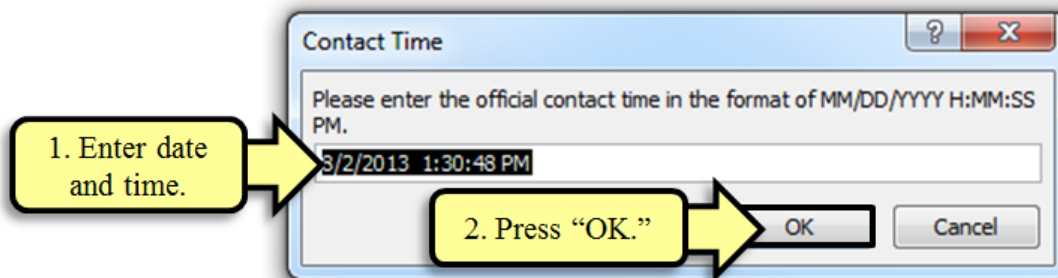 Contact Time
Please enter the official contact time in the format of MM/DD/YYYY H:MM:SS
PM.
1. Enter date
and time.
8/2/2013 1:30:48 PM
2. Press “OK.”
OK
Cancel